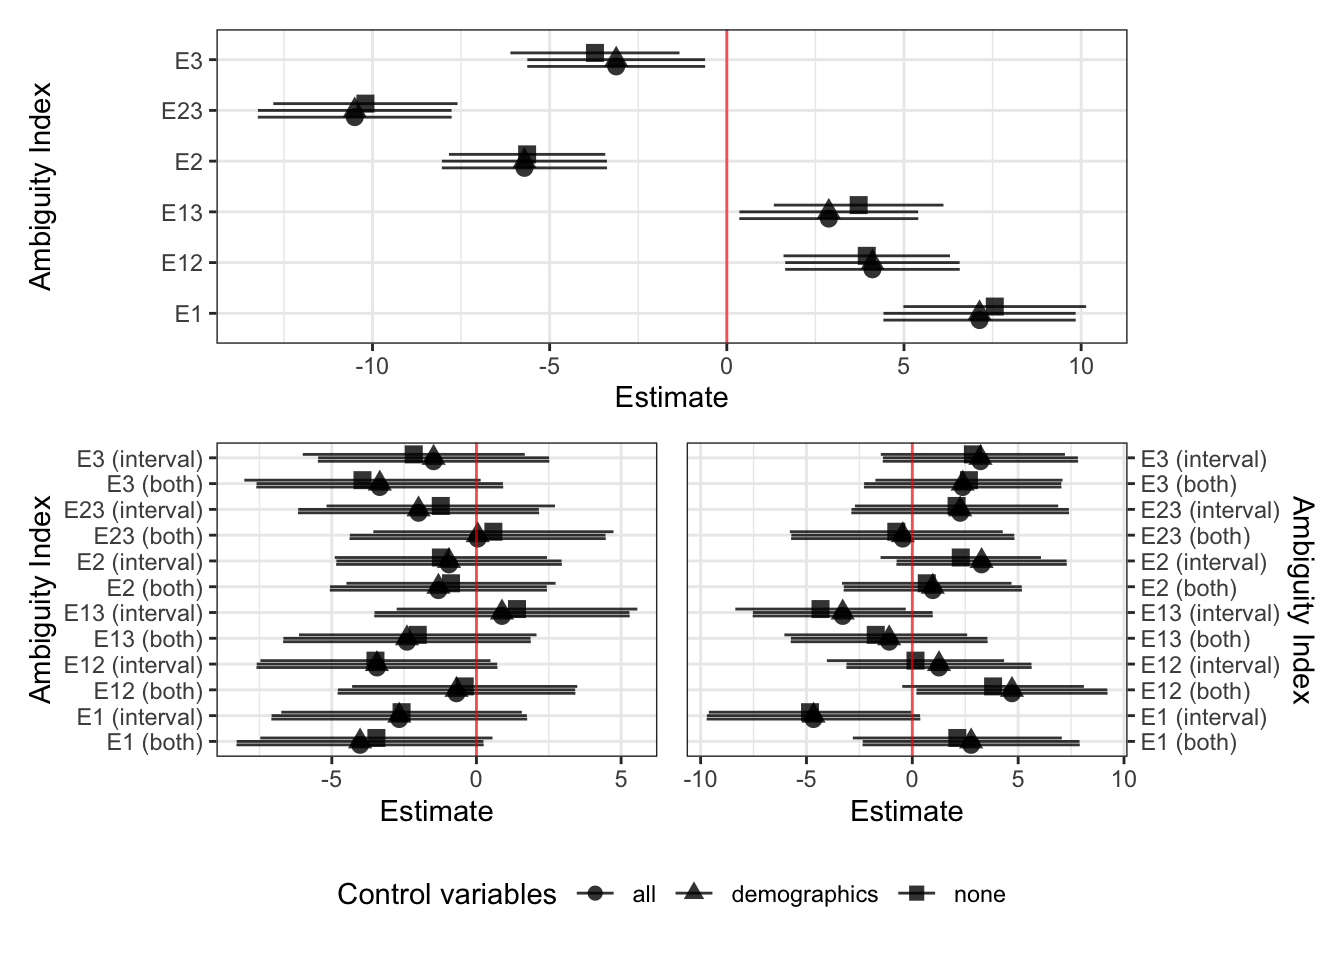 Ambiguity Index
E3
E23
E2
E13
E12
E1
-10 -5 0 5 10
Estimate
Ambiguity Index
E3 (interval)
E3 (both)
E23 (interval)
E23 (both)
E2 (interval)
E2 (both)
E13 (interval)
E13 (both)
E12 (interval)
E12 (both)
E1 (interval)
E1 (both)
-5 0 5
Estimate
E3 (interval)
E3 (both)
E23 (interval)
E23 (both)
E2 (interval)
E2 (both)
E13 (interval)
E13 (both)
E12 (interval)
E12 (both)
E1 (interval)
E1 (both)
Ambiguity Index
-10 -5 0 5 10
Estimate
Control variables all demographics none